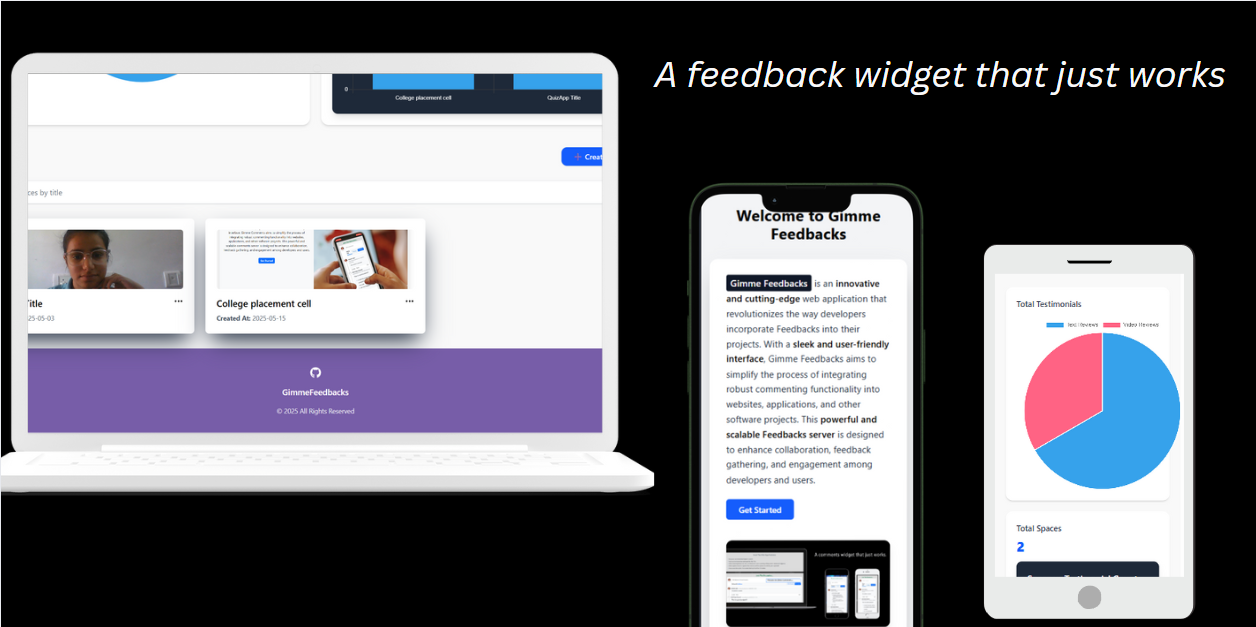 A feedback widget that just works
0
College placement cell
QuizApp Title
Creat
ces by title
Title
25-05-03
College placement cell
Created At: 2025-05-15
GimmeFeedbacks
© 2025 All Rights Reserved
Welcome to Gimme
Feedbacks
Gimme Feedbacks is an innovative
and cutting-edge web application that
revolutionizes the way developers
incorporate Feedbacks into their
projects. With a sleek and user-friendly
interface, Gimme Feedbacks aims to
simplify the process of integrating
robust commenting functionality into
websites, applications, and other
software projects. This powerful and
scalable Feedbacks server is designed
to enhance collaboration, feedback
gathering, and engagement among
developers and users.
Get Started
A comments widget that just works
Total Testimonials
Text Reviews
Video Reviews
Total Spaces
2